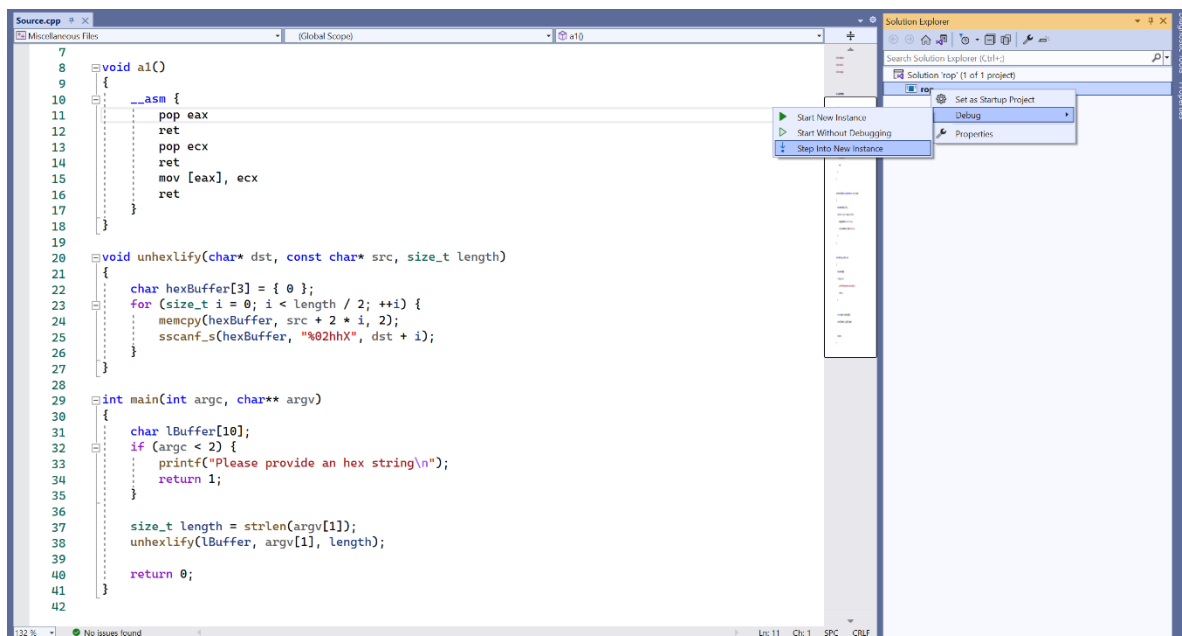 Source.cpp
Miscellaneous Files
(Global Scope)
a1()
7
8 void a1()
9 {
10 __asm {
11 pop eax
12 ret
13 pop ecx
14 ret
15 mov [eax], ecx
16 ret
17 }
18 }
19
20 void unhexlify(char* dst, const char* src, size_t length)
21 {
22 char hexBuffer[3] = { 0 };
23 for (size_t i = 0; i < length / 2; ++i) {
24 memcpy(hexBuffer, src + 2 * i, 2);
25 sscanf_s(hexBuffer, "%02hhX", dst + i);
26 }
27 }
28
29 int main(int argc, char** argv)
30 {
31 char lBuffer[10];
32 if (argc < 2) {
33 printf("Please provide an hex string\n");
34 return 1;
35 }
36
37 size_t length = strlen(argv[1]);
38 unhexlify(lBuffer, argv[1], length);
39
40 return 0;
41 }
42
132 %
No issues found
Ln: 11 Ch: 1 SPC CRLF
Start New Instance
Start Without Debugging
Step Into New Instance
Solution Explorer
Search Solution Explorer (Ctrl+;)
Solution 'rop' (1 of 1 project)
rop
Set as Startup Project
Debug
Properties
Diagnostic Tools
Properties